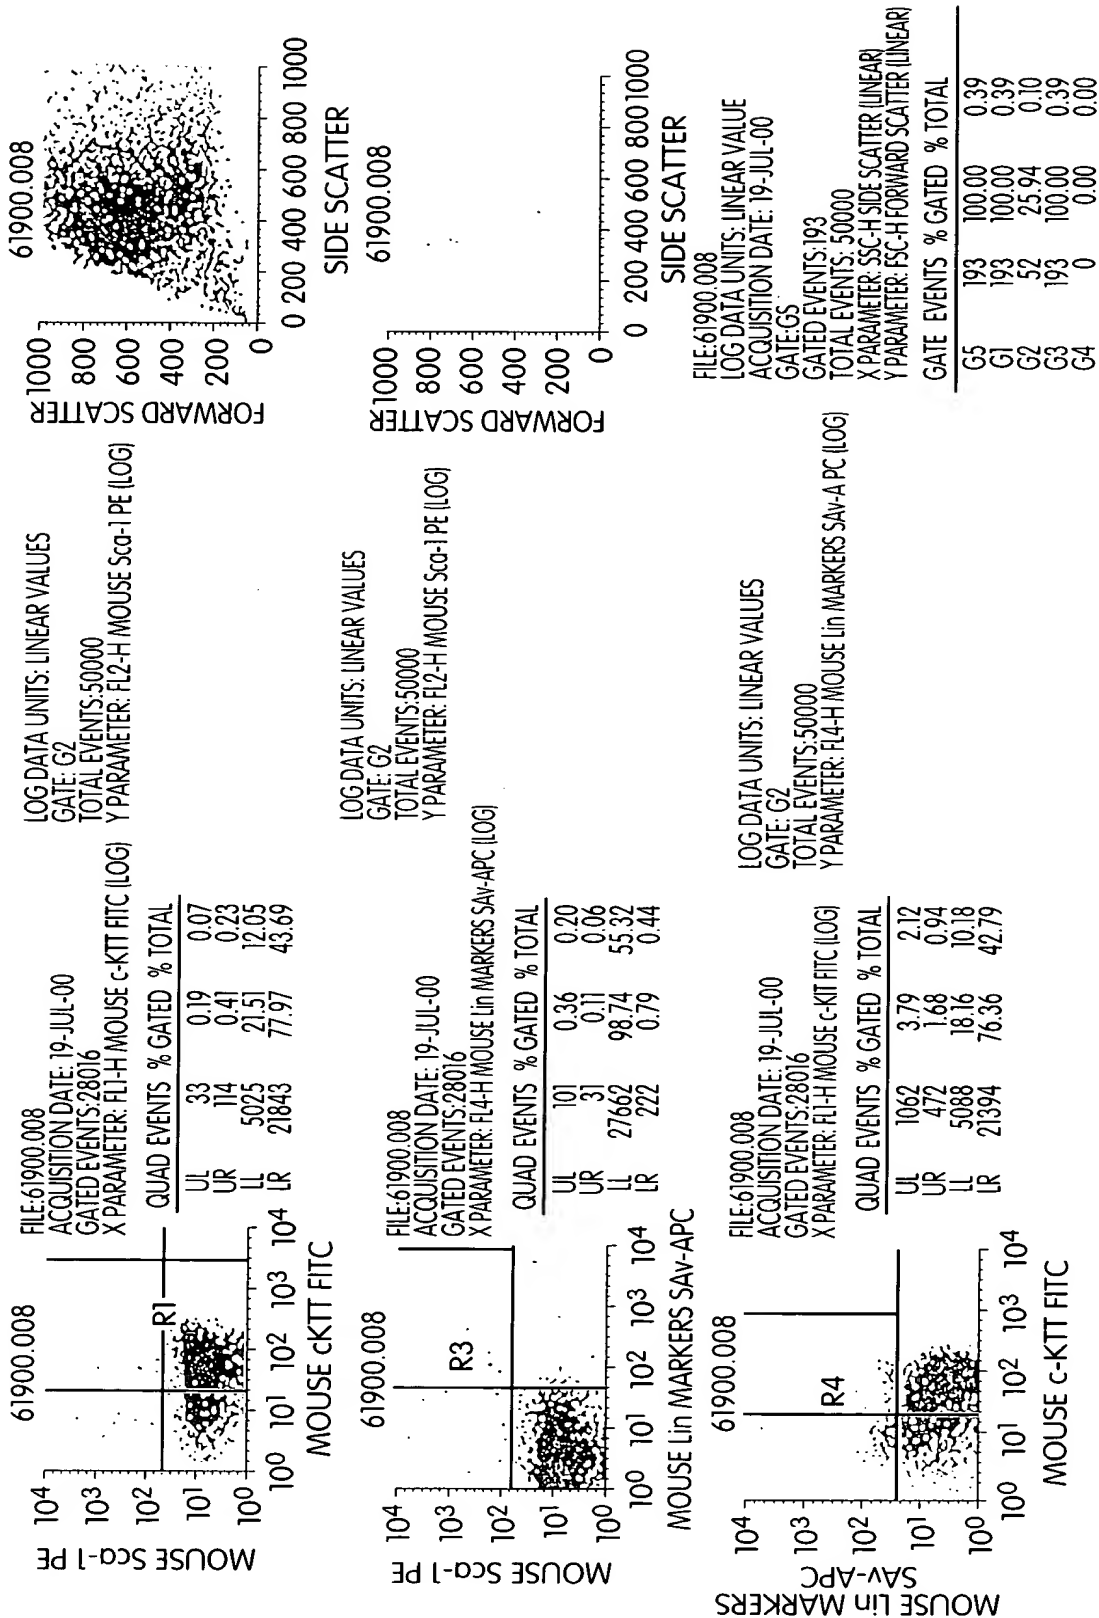 61900.008
MOUSE Sca-1 PE
10⁴
10³
10²
10¹
10⁰
R1
10⁰ 10¹ 10² 10³ 10⁴
MOUSE cKTT FITC
FILE:61900.008
ACQUISITION DATE: 19-JUL-00
GATED EVENTS:28016
X PARAMETER: FL1-H MOUSE c-KTT FITC (LOG)
LOG DATA UNITS: LINEAR VALUES
GATE: G2
TOTAL EVENTS:50000
Y PARAMETER: FL2-H MOUSE Sca-1 PE (LOG)
QUAD EVENTS % GATED % TOTAL
UL 33 0.19 0.07
UR 114 0.41 0.23
LL 5025 21.51 12.05
LR 21843 77.97 43.69
61900.008
FORWARD SCATTER
1000
800
600
400
200
0
0 200 400 600 800 1000
SIDE SCATTER
61900.008
MOUSE Sca-1 PE
10⁴
10³
10²
10¹
10⁰
R3
10⁰ 10¹ 10² 10³ 10⁴
MOUSE Lin MARKERS SAv-APC
FILE:61900.008
ACQUISITION DATE: 19-JUL-00
GATED EVENTS:28016
X PARAMETER: FL4-H MOUSE Lin MARKERS SAv-APC (LOG)
LOG DATA UNITS: LINEAR VALUES
GATE: G2
TOTAL EVENTS:50000
Y PARAMETER: FL2-H MOUSE Sca-1 PE (LOG)
QUAD EVENTS % GATED % TOTAL
UL 101 0.36 0.20
UR 31 0.11 0.06
LL 27662 98.74 55.32
LR 222 0.79 0.44
61900.008
FORWARD SCATTER
1000
800
600
400
200
0
200 400 600 8001000
SIDE SCATTER
61900.008
MOUSE Lin MARKERS
SAv-APC
10⁴
10³
10²
10¹
10⁰
R4
10⁰ 10¹ 10² 10³ 10⁴
MOUSE c-KTT FITC
FILE:61900.008
ACQUISITION DATE: 19-JUL-00
GATED EVENTS:28016
X PARAMETER: FL1-H MOUSE c-KIT FITC (LOG)
LOG DATA UNITS: LINEAR VALUES
GATE: G2
TOTAL EVENTS:50000
Y PARAMETER: FL4-H MOUSE Lin MARKERS SAv-A PC (LOG)
QUAD EVENTS % GATED % TOTAL
UL 1062 3.79 2.12
UR 472 1.68 0.94
LL 5088 18.16 10.18
LR 21394 76.36 42.79
FILE:61900.008
LOG DATA UNITS: LINEAR VALUE
ACQUISITION DATE: 19-JUL-00
GATE:GS
GATED EVENTS:193
TOTAL EVENTS: 50000
X PARAMETER: SSC-H SIDE SCATTER (LINEAR)
Y PARAMETER: FSC-H FORWARD SCATTER (LINEAR)
GATE EVENTS % GATED % TOTAL
G5 193 100.00 0.39
G1 193 100.00 0.39
G2 52 25.94 0.10
G3 193 100.00 0.39
G4 0 0.00 0.00